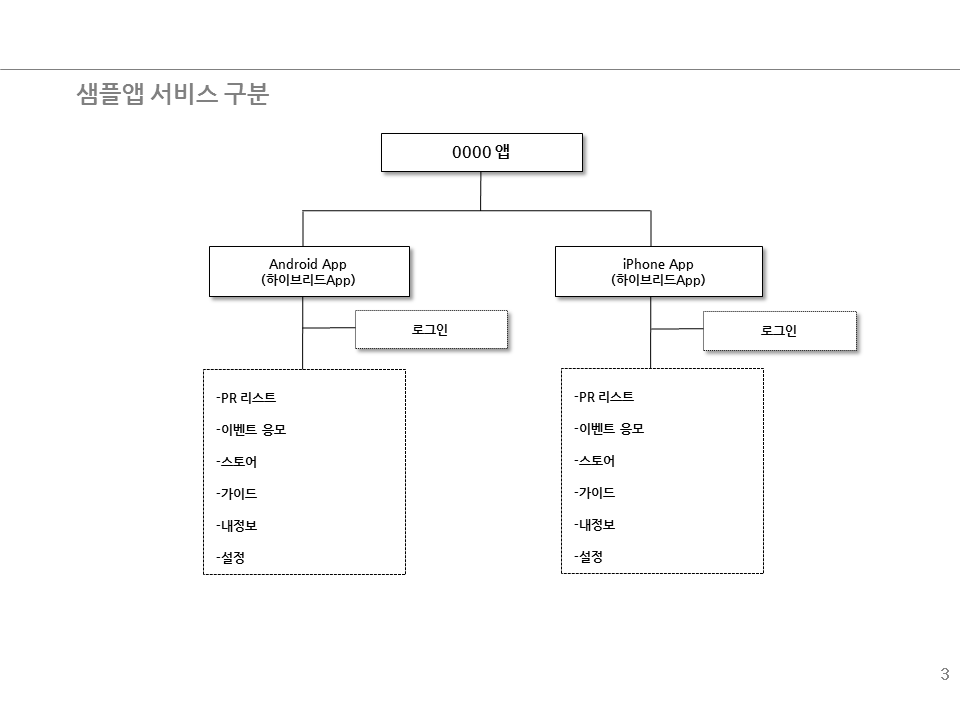 샘플앱 서비스 구분
0000 앱
Android App
(하이브리드App)
iPhone App
(하이브리드App)
로그인
로그인
-PR 리스트
-이벤트 응모
-스토어
-가이드
-내정보
-설정
-PR 리스트
-이벤트 응모
-스토어
-가이드
-내정보
-설정
3